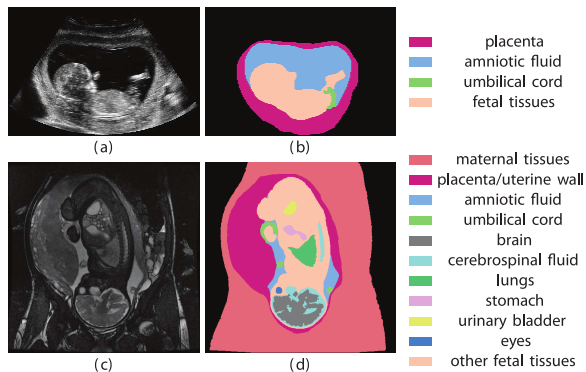 placenta
amniotic fluid
umbilical cord
fetal tissues
(a)
(b)
maternal tissues
placenta/uterine wall
amniotic fluid
umbilical cord
brain
cerebrospinal fluid
lungs
stomach
urinary bladder
eyes
other fetal tissues
(c)
(d)